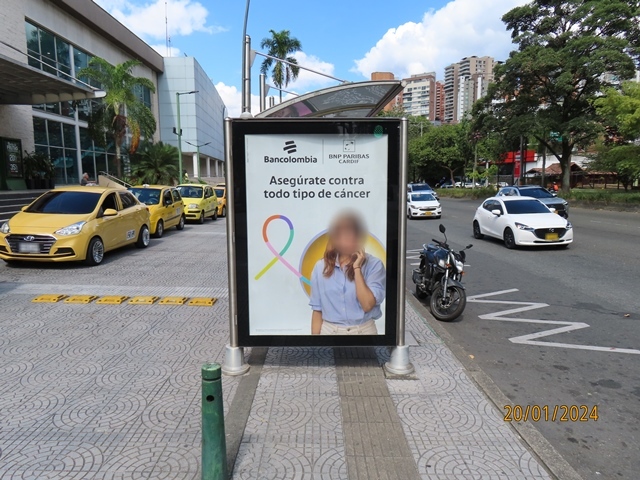 Bancolombia
BNP PARIBAS
CARDIF
Asegúrate contra
todo tipo de cáncer
20/01/2024